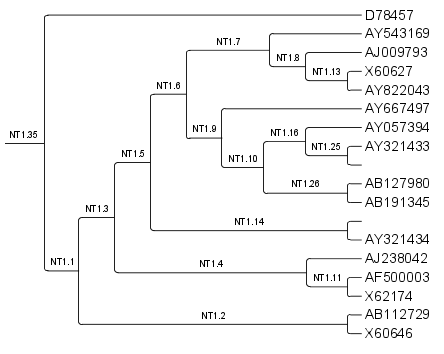 D78457
AY543169
NT1.7
AJ009793
NT1.8
X60627
NT1.13
AY822043
NT1.6
AY667497
AY057394
NT1.16
NT1.9
NT1.35
AY321433
NT1.25
NT1.5
NT1.10
AB127980
NT1.26
AB191345
NT1.3
NT1.14
AY321434
AJ238042
NT1.4
NT1.1
AF500003
NT1.11
X62174
AB112729
NT1.2
X60646